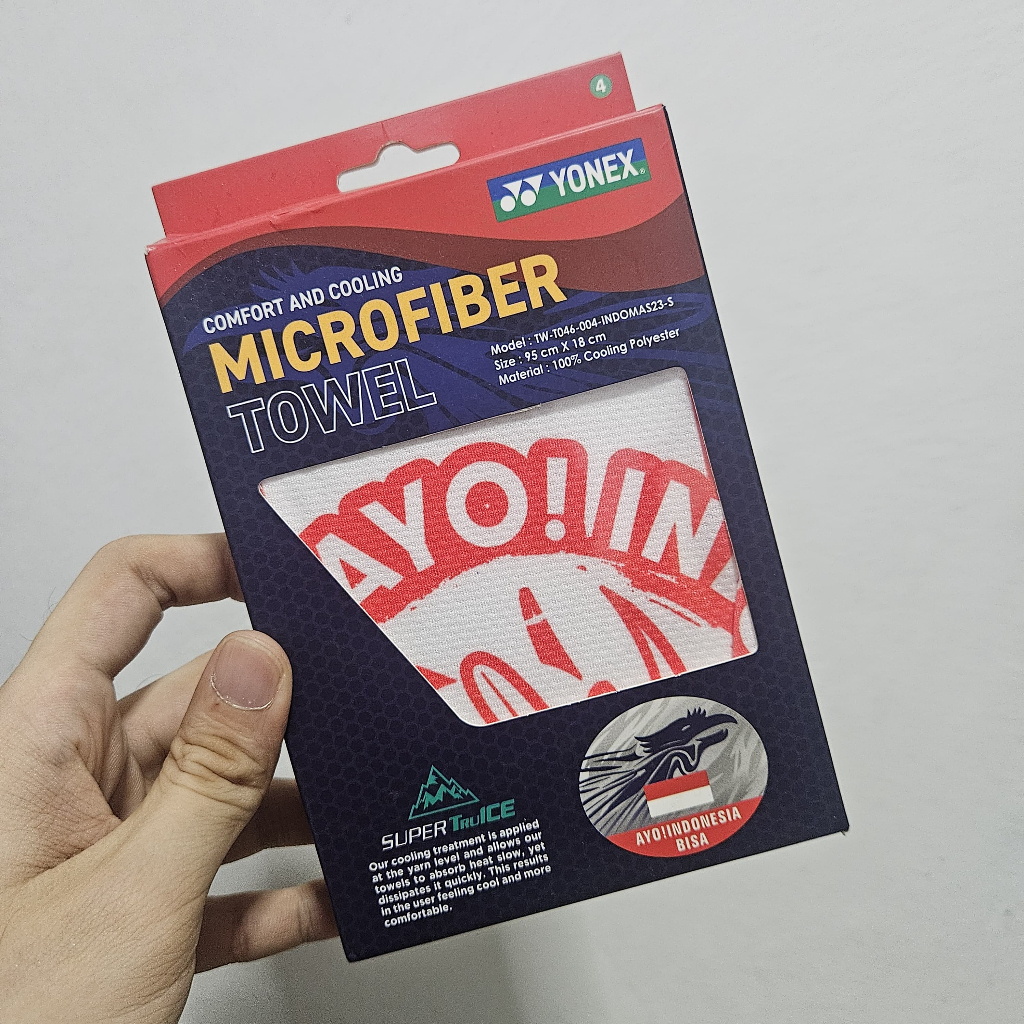 4
YONEX®
COMFORT AND COOLING
MICROFIBER
TOWEL
Model : TW-T046-004-INDOMAS23-S
Size : 95 cm X 18 cm
Material : 100% Cooling Polyester
AYO! IN
SUPER TRUICE
Our cooling treatment is applied
at the yarn level and allows our
towels to absorb heat slow, yet
dissipates it quickly. This results
in the user feeling cool and more
comfortable.
AYO!INDONESIA
BISA